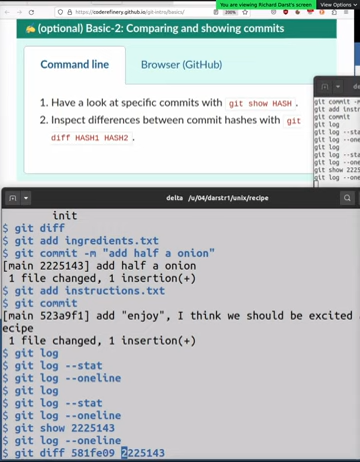 You are viewing Richard Darst's screen
View Options
https://coderefinery.github.io/git-intro/basics/
(optional) Basic-2: Comparing and showing commits
Command line
Browser (GitHub)
1. Have a look at specific commits with git show HASH .
2. Inspect differences between commit hashes with git
diff HASH1 HASH2 .
git commit -m
git add instr
git commit
git log
git log --sta
git log --one
git log
git log --sta
git log --one
git show 2225
git log --one
delta /u/04/darstr1/unix/recipe
init
$ git diff
$ git add ingredients.txt
$ git commit -m "add half a onion"
[main 2225143] add half a onion
1 file changed, 1 insertion(+)
$ git add instructions.txt
$ git commit
[main 523a9f1] add "enjoy", I think we should be excited
ecipe
1 file changed, 1 insertion(+)
$ git log
$ git log --stat
$ git log --oneline
$ git log
$ git log --stat
$ git log --oneline
$ git show 2225143
$ git log --oneline
$ git diff 581fe09 2225143